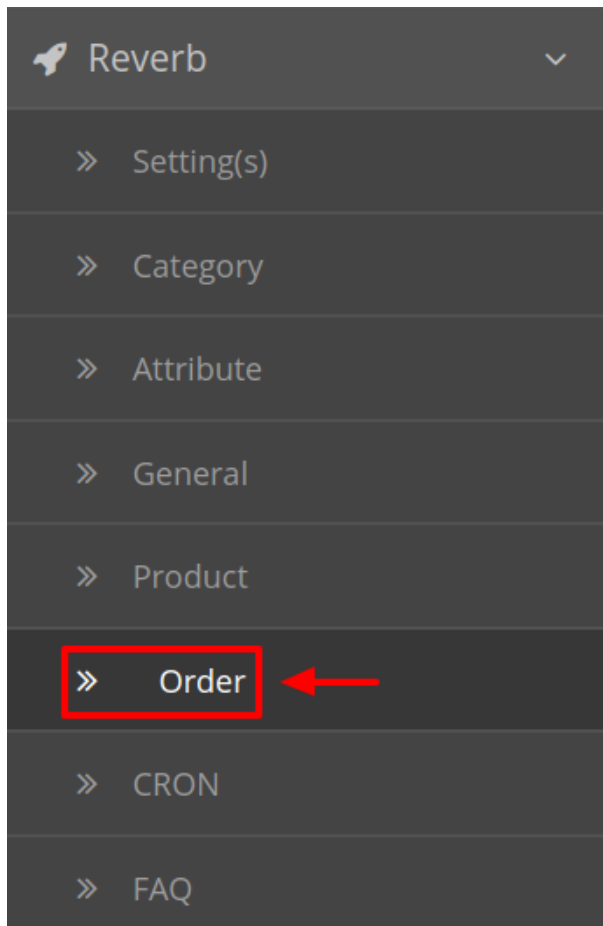 Reverb
Setting(s)
Category
Attribute
General
Product
Order
CRON
FAQ